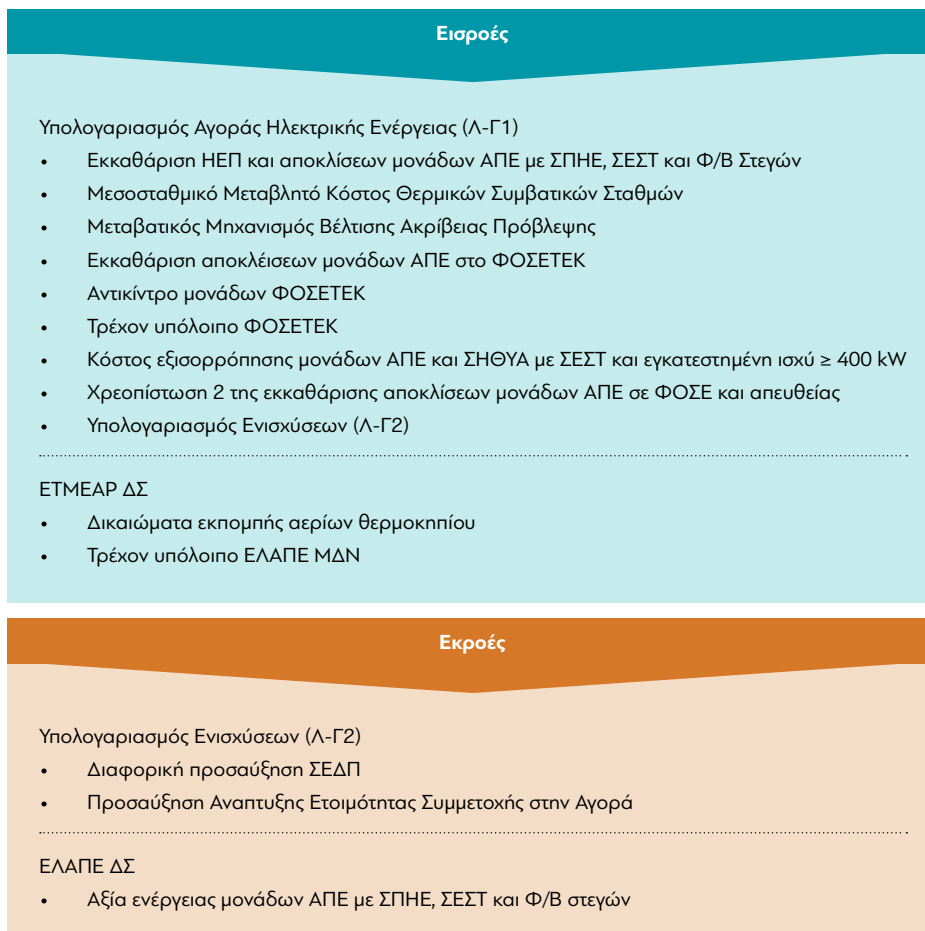 Εισροές
Υπολογαριασμός Αγοράς Ηλεκτρικής Ενέργειας (Λ-Γ1)
• Εκκαθάριση ΗΕΠ και αποκλίσεων μονάδων ΑΠΕ με ΣΠΗΕ, ΣΕΣΤ και Φ/Β Στεγών
• Μεσοσταθμικό Μεταβλητό Κόστος Θερμικών Συμβατικών Σταθμών
• Μεταβατικός Μηχανισμός Βέλτισης Ακρίβειας Πρόβλεψης
• Εκκαθάριση αποκλέισεων μονάδων ΑΠΕ στο ΦΟΣΕΤΕΚ
• Αντικίντρο μονάδων ΦΟΣΕΤΕΚ
• Τρέχον υπόλοιπο ΦΟΣΕΤΕΚ
• Κόστος εξισορρόπησης μονάδων ΑΠΕ και ΣΗΘΥΑ με ΣΕΣΤ και εγκατεστημένη ισχύ ≥ 400 kW
• Χρεοπίστωση 2 της εκκαθάρισης αποκλίσεων μονάδων ΑΠΕ σε ΦΟΣΕ και απευθείας
• Υπολογαριασμός Ενισχύσεων (Λ-Γ2)
ΕΤΜΕΑΡ ΔΣ
• Δικαιώματα εκπομπής αερίων θερμοκηπίου
• Τρέχον υπόλοιπο ΕΛΑΠΕ ΜΔΝ
Εκροές
Υπολογαριασμός Ενισχύσεων (Λ-Γ2)
• Διαφορική προσαύξηση ΣΕΔΠ
• Προσαύξηση Αναπτυξης Ετοιμότητας Συμμετοχής στην Αγορά
ΕΛΑΠΕ ΔΣ
• Αξία ενέργειας μονάδων ΑΠΕ με ΣΠΗΕ, ΣΕΣΤ και Φ/Β στεγών